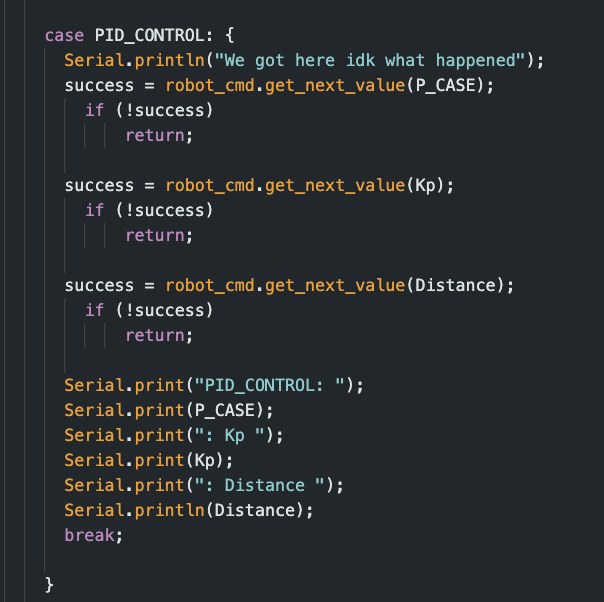 case PID_CONTROL: {
Serial.println("We got here idk what happened");
success = robot_cmd.get_next_value(P_CASE);
if (!success)
return;
success = robot_cmd.get_next_value(Kp);
if (!success)
return;
success = robot_cmd.get_next_value(Distance);
if (!success)
return;
Serial.print("PID_CONTROL: ");
Serial.print(P_CASE);
Serial.print(": Kp ");
Serial.print(Kp);
Serial.print(": Distance ");
Serial.println(Distance);
break;
}